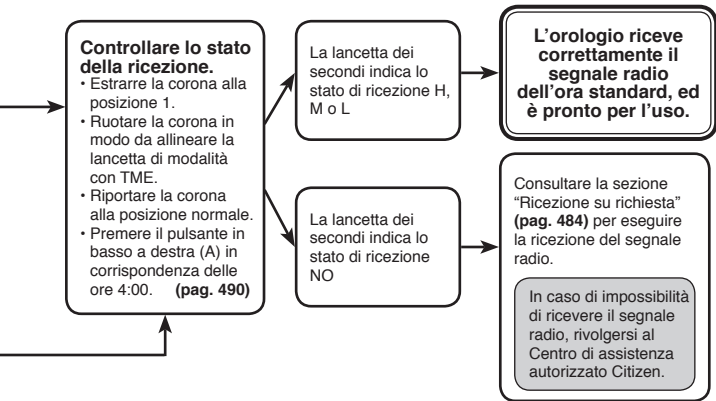 Controllare lo stato
della ricezione.
• Estrarre la corona alla
posizione 1.
• Ruotare la corona in
modo da allineare la
lancetta di modalità
con TME.
• Riportare la corona
alla posizione normale.
• Premere il pulsante in
basso a destra (A) in
corrispondenza delle
ore 4:00. (pag. 490)
La lancetta dei
secondi indica lo
stato di ricezione H,
M o L
L'orologio riceve
correttamente il
segnale radio
dell'ora standard, ed
è pronto per l'uso.
La lancetta dei
secondi indica lo
stato di ricezione
NO
Consultare la sezione
“Ricezione su richiesta”
(pag. 484) per eseguire
la ricezione del segnale
radio.
In caso di impossibilità
di ricevere il segnale
radio, rivolgersi al
Centro di assistenza
autorizzato Citizen.